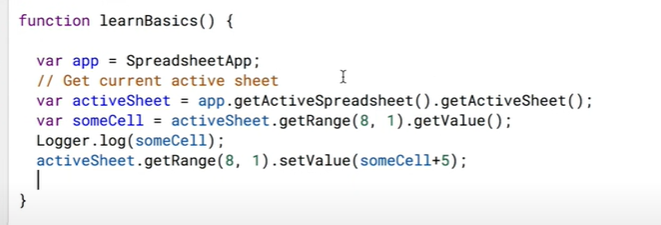 function learnBasics() {
var app = SpreadsheetApp;
// Get current active sheet
var activeSheet = app.getActiveSpreadsheet().getActiveSheet();
var someCell = activeSheet.getRange(8, 1).getValue();
Logger.log(someCell);
activeSheet.getRange(8, 1).setValue(someCell+5);
}